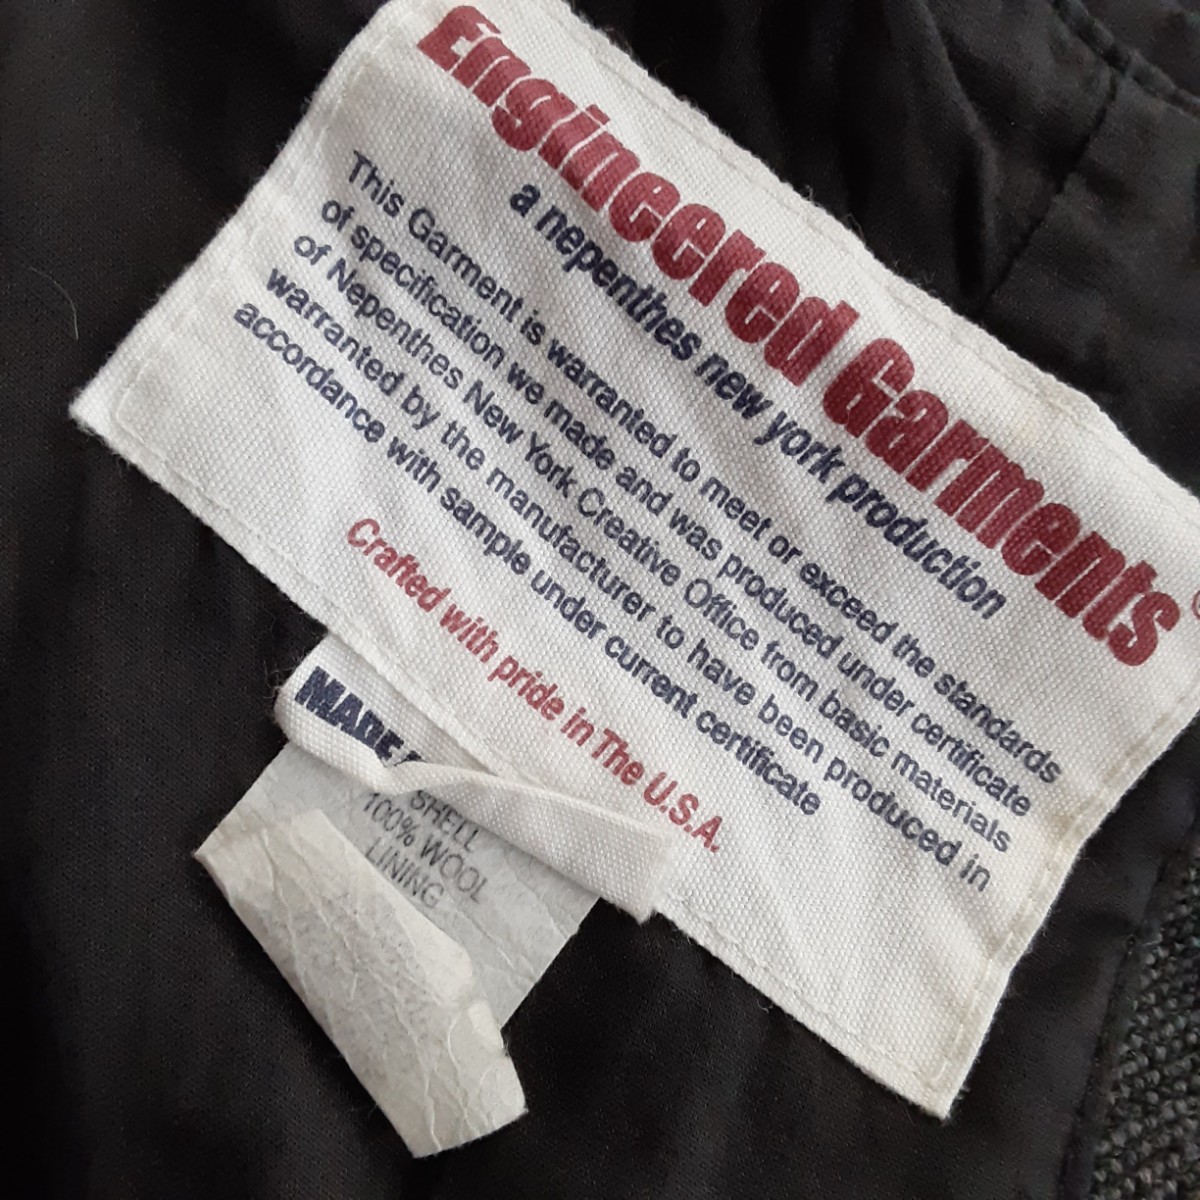 Engineered Garments
a nepenthes new york production
This Garment is warranted to meet or exceed the standards
of specification we made and was produced under certificate
of Nepenthes New York Creative Office from basic materials
warranted by the manufacturer to have been produced in
accordance with sample under current certificate
Crafted with pride in The U.S.A.
MADE
SHELL
100% WOOL
LINING